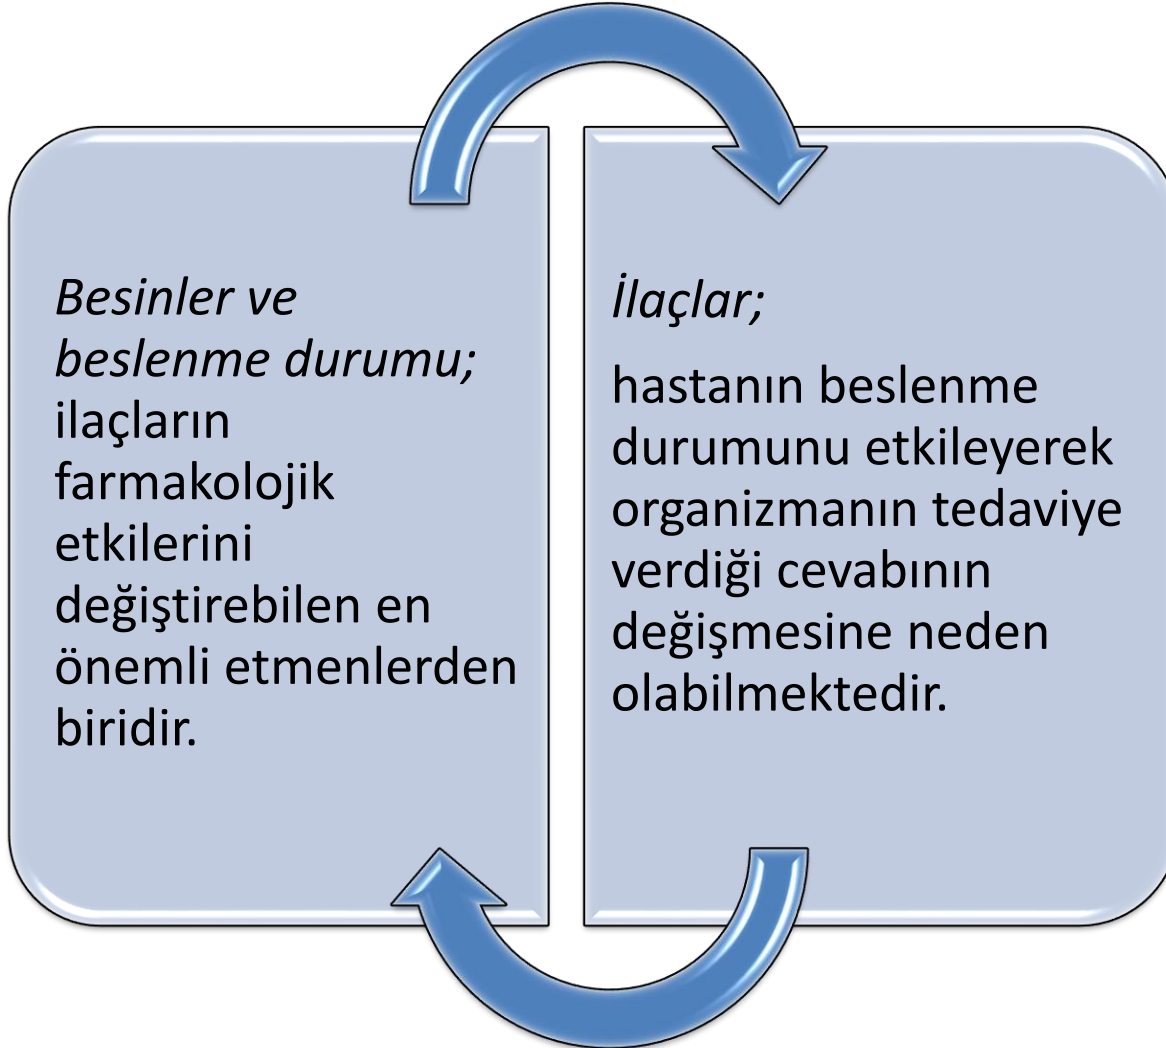 Besinler ve
beslenme durumu;
ilaçların
farmakolojik
etkilerini
değiştirebilen en
önemli etmenlerden
biridir.
İlaçlar;
hastanın beslenme
durumunu etkileyerek
organizmanın tedaviye
verdiği cevabının
değişmesine neden
olabilmektedir.